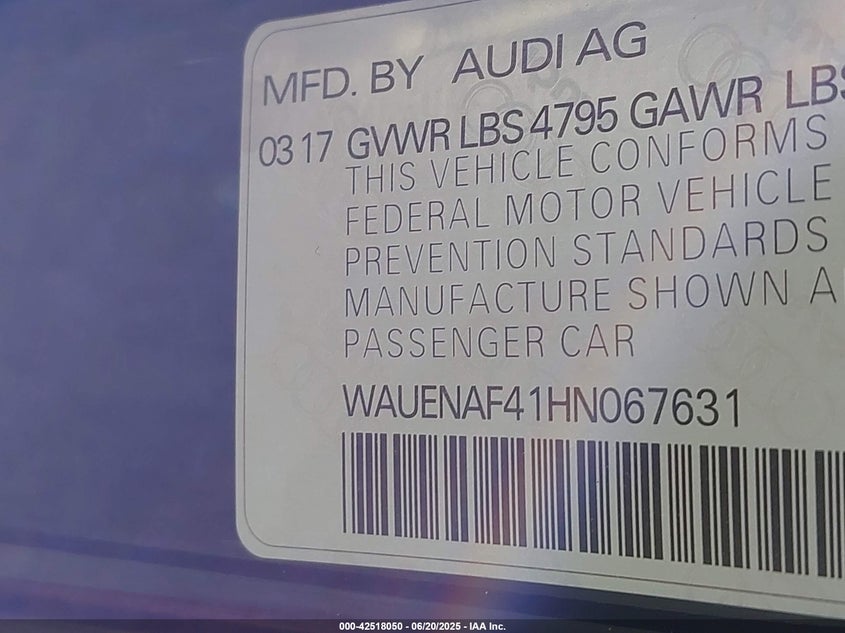 MFD. BY AUDI AG
03 17 GVWR LBS 4795 GAWR LBS
THIS VEHICLE CONFORMS
FEDERAL MOTOR VEHICLE
PREVENTION STANDARDS
MANUFACTURE SHOWN A
PASSENGER CAR
WAUENAF41HN067631
000-42518050 - 06/20/2025 - IAA Inc.